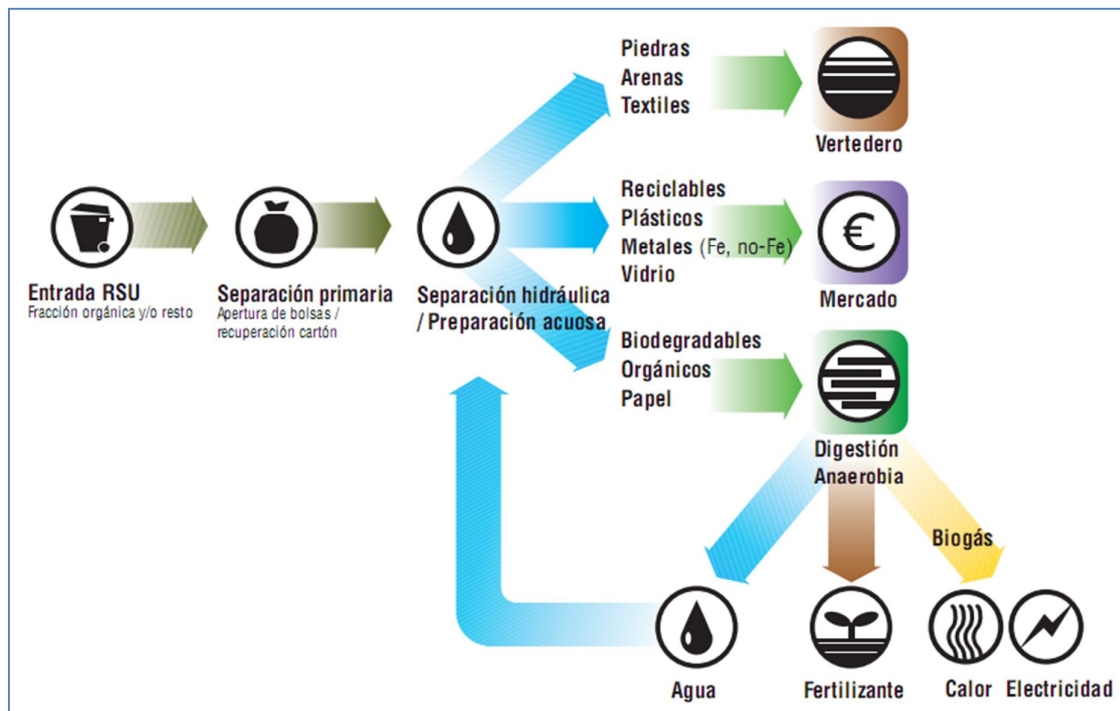 Piedras
Arenas
Textiles
Vertedero
Reciclables
Plásticos
Metales (Fe, no-Fe)
Vidrio
€
Mercado
Entrada RSU
Fracción orgánica y/o resto
Separación primaria
Apertura de bolsas /
recuperación cartón
Separación hidráulica
/ Preparación acuosa
Biodegradables
Orgánicos
Papel
Digestión
Anaerobia
Biogás
Agua
Fertilizante
Calor
Electricidad